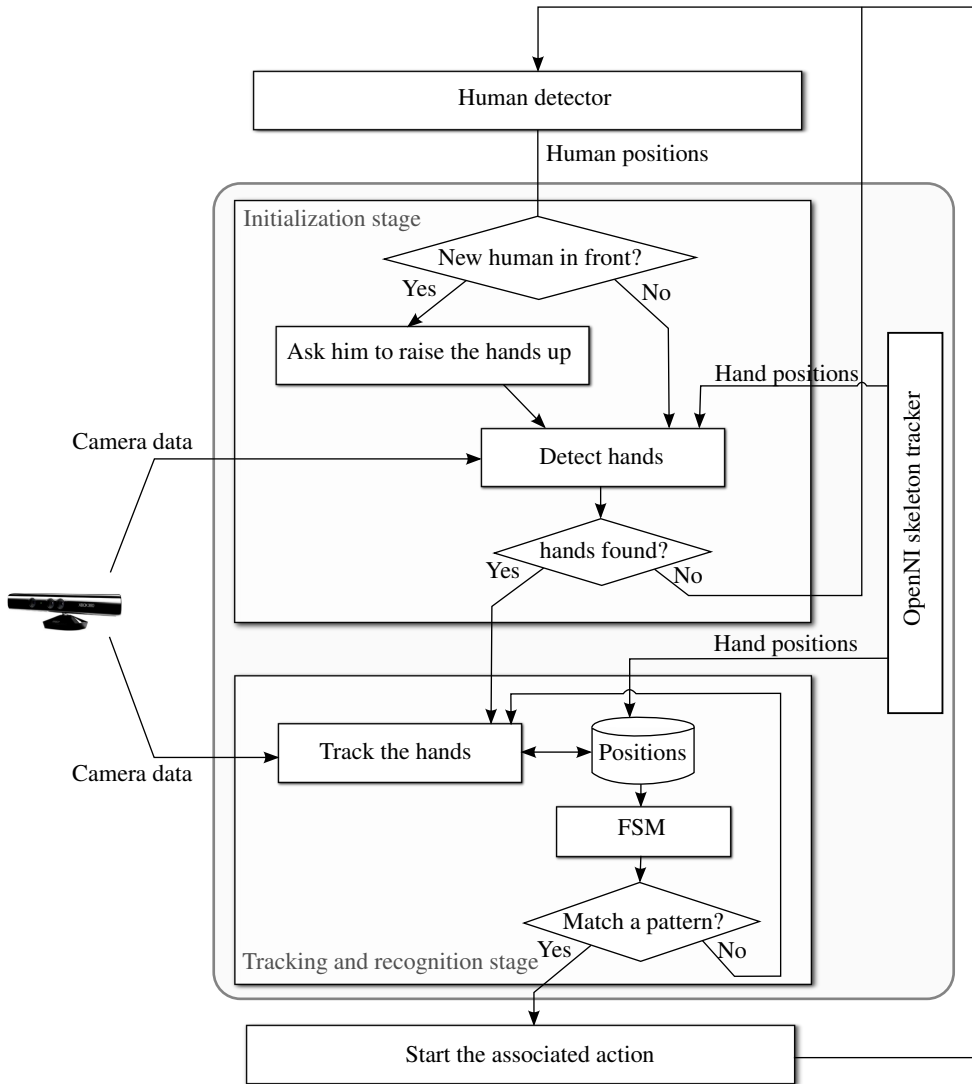 Human detector
Human positions
Initialization stage
New human in front?
Yes
No
Ask him to raise the hands up
Hand positions
Camera data
Detect hands
OpenNI skeleton tracker
hands found?
Yes
No
Hand positions
Track the hands
Positions
Camera data
FSM
Match a pattern?
Yes
No
Tracking and recognition stage
Start the associated action